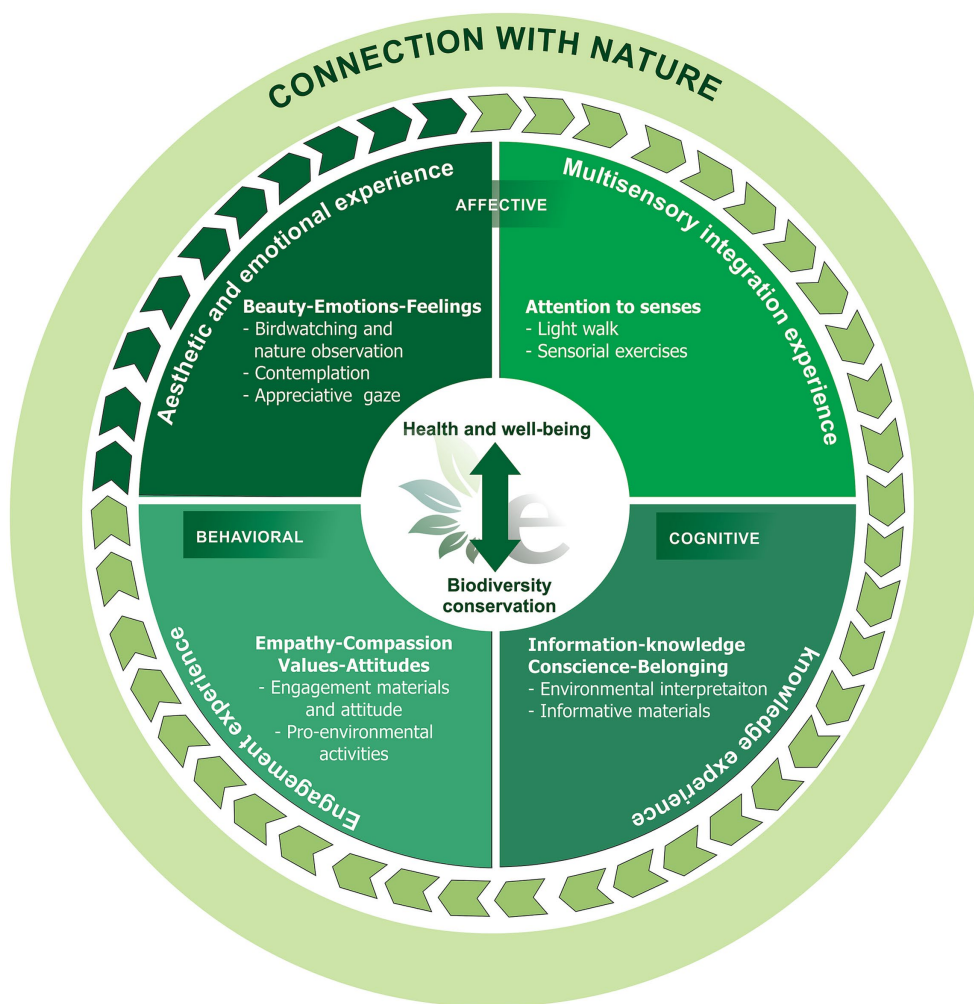 CONNECTION WITH NATURE
Aesthetic and emotional experience
Multisensory integration experience
AFFECTIVE
Beauty-Emotions-Feelings
- Birdwatching and
nature observation
- Contemplation
- Appreciative gaze
Attention to senses
- Light walk
- Sensorial exercises
Health and well-being
e
Biodiversity
conservation
BEHAVIORAL
COGNITIVE
Empathy-Compassion
Values-Attitudes
- Engagement materials
and attitude
- Pro-environmental
activities
Information-knowledge
Conscience-Belonging
- Environmental interpretaiton
- Informative materials
Engagement experience
knowledge experience